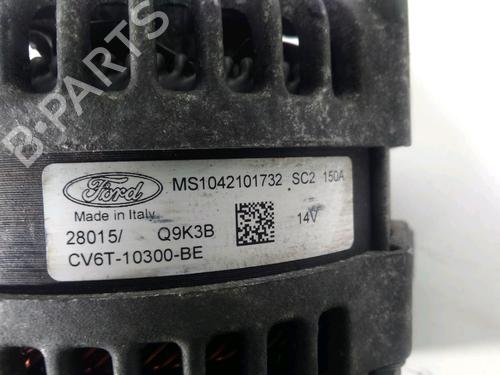 B-PARTS
Ford MS1042101732 SC2 150A
Made in Italy 14V
28015/ Q9K3B
CV6T-10300-BE